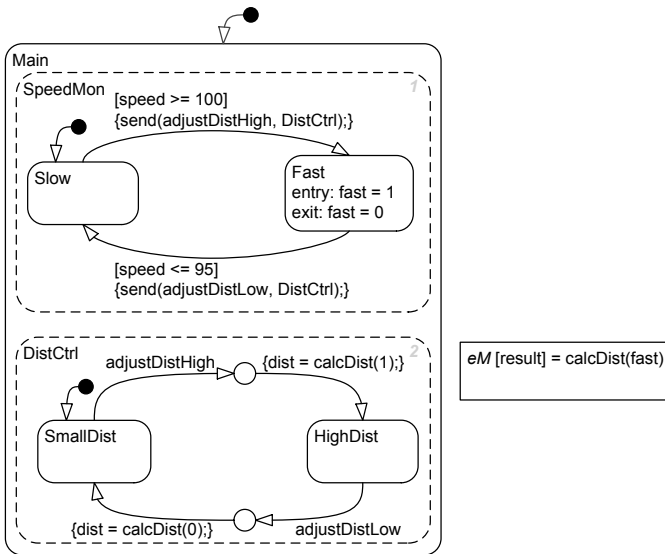 Main
SpeedMon
1
[speed >= 100]
{send(adjustDistHigh, DistCtrl);}
Slow
Fast
entry: fast = 1
exit: fast = 0
[speed <= 95]
{send(adjustDistLow, DistCtrl);}
DistCtrl
2
adjustDistHigh
{dist = calcDist(1);}
SmallDist
HighDist
{dist = calcDist(0);}
adjustDistLow
eM [result] = calcDist(fast)